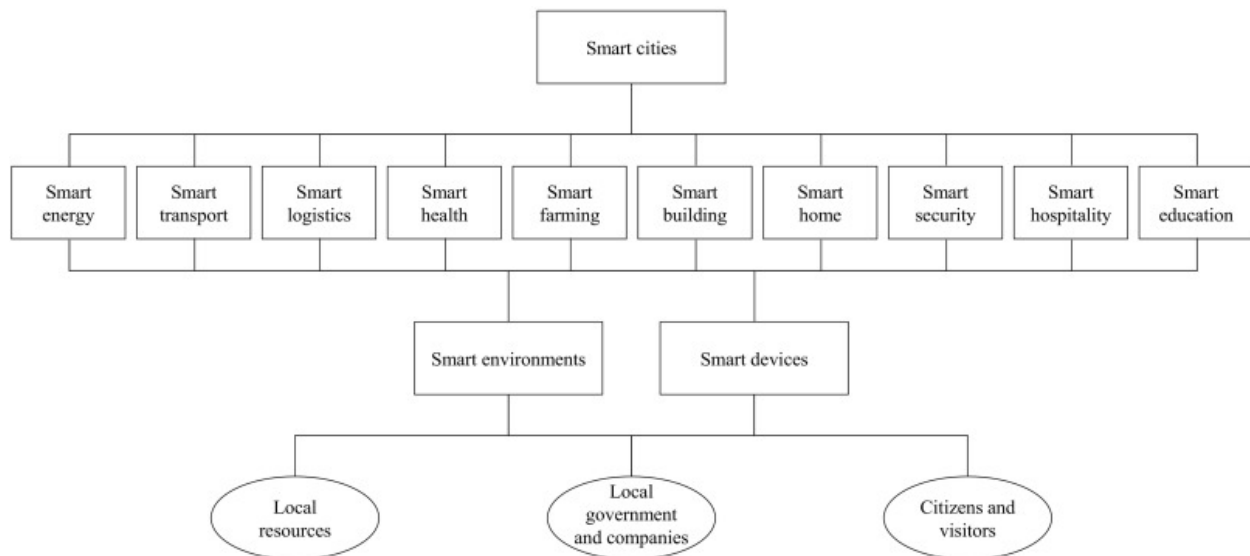 Smart cities
Smart
energy
Smart
transport
Smart
logistics
Smart
health
Smart
farming
Smart
building
Smart
home
Smart
security
Smart
hospitality
Smart
education
Smart environments
Smart devices
Local
resources
Local
government
and companies
Citizens and
visitors